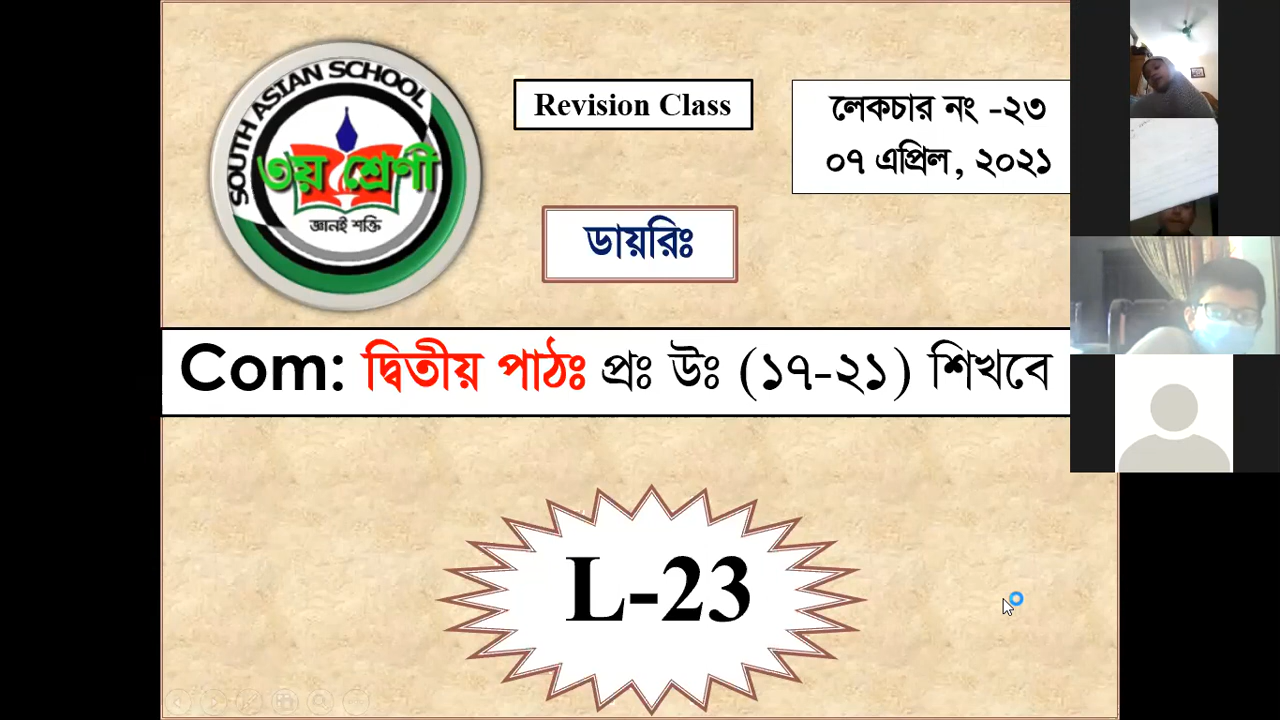 SOUTH ASIAN SCHOOL
৩য় শ্রেণী
জ্ঞানই শক্তি
Revision Class
লেকচার নং -২৩
০৭ এপ্রিল, ২০২১
ডায়রিঃ
Com: দ্বিতীয় পাঠঃ প্রঃ উঃ (১৭-২১) শিখবে
L-23